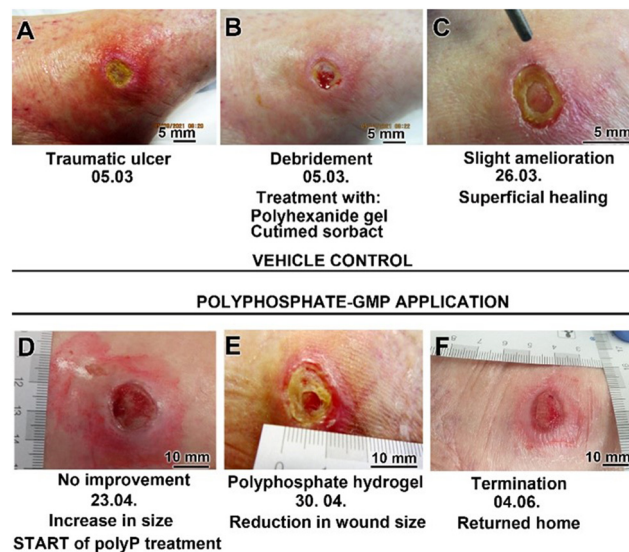 A
B
C
5 mm
5 mm
5 mm
Traumatic ulcer
05.03
Debridement
05.03.
Treatment with:
Polyhexanide gel
Cutimed sorbact
Slight amelioration
26.03.
Superficial healing
VEHICLE CONTROL
POLYPHOSPHATE-GMP APPLICATION
D
E
F
12
13
10 mm
10 mm
10 mm
No improvement
23.04.
Increase in size
START of polyP treatment
Polyphosphate hydrogel
30. 04.
Reduction in wound size
Termination
04.06.
Returned home